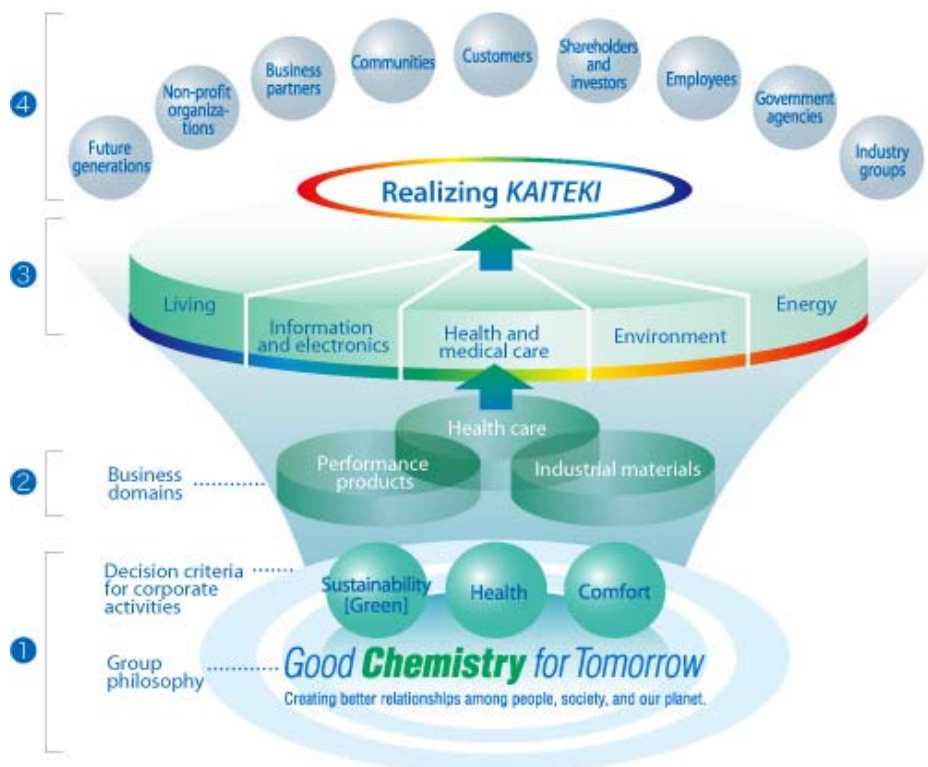 4
Future
generations
Non-profit
organiza-
tions
Business
partners
Communities
Customers
Shareholders
and
investors
Employees
Government
agencies
Industry
groups
Realizing KAITEKI
3
Living
Information
and electronics
Health and
medical care
Environment
Energy
2
Business
domains
Health care
Performance
products
Industrial materials
1
Decision criteria
for corporate
activities
Sustainability
[Green]
Health
Comfort
Group
philosophy
Good Chemistry for Tomorrow
Creating better relationships among people, society, and our planet.